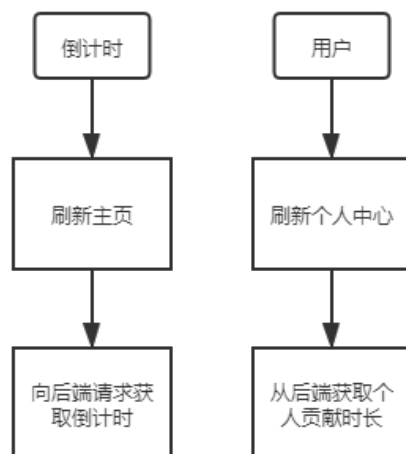 倒计时
用户
刷新主页
刷新个人中心
向后端请求获
取倒计时
从后端获取个
人贡献时长